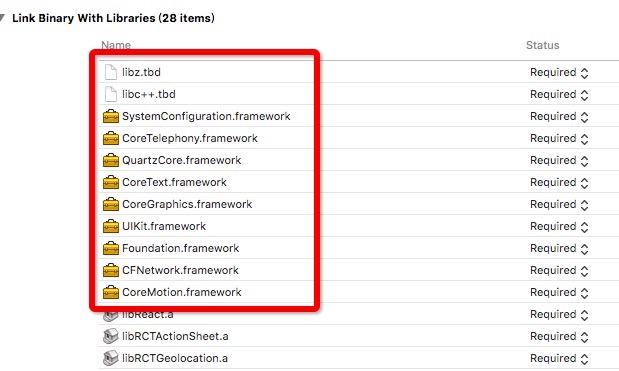 Link Binary With Libraries (28 items)
Name Status
libz.tbd Required
libc++.tbd Required
SystemConfiguration.framework Required
CoreTelephony.framework Required
QuartzCore.framework Required
CoreText.framework Required
CoreGraphics.framework Required
UIKit.framework Required
Foundation.framework Required
CFNetwork.framework Required
CoreMotion.framework Required
libReact.a Required
libRCTActionSheet.a Required
libRCTGeolocation.a Required